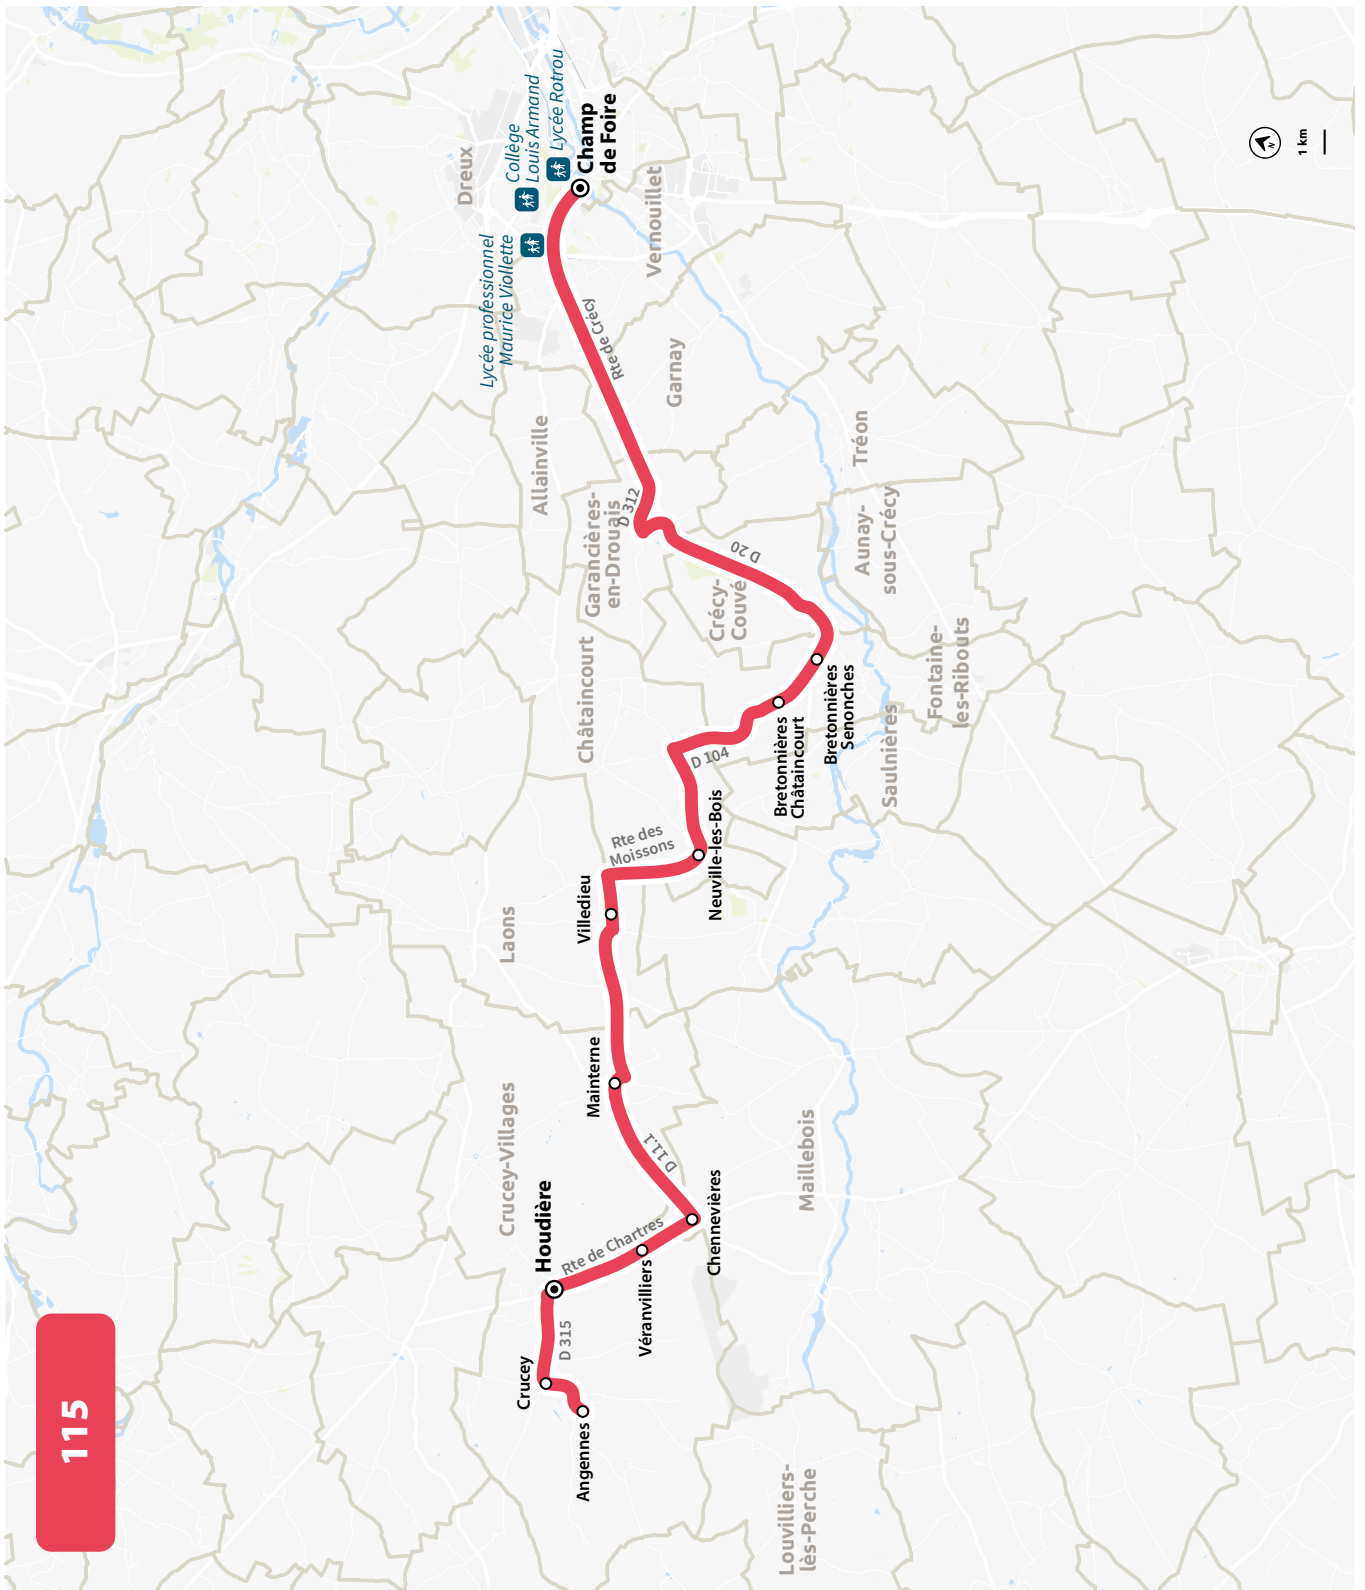 115
Dreux
Collège
Louis Armand
Lycée Rotrou
Champ
de Foire
Lycée professionnel
Maurice Viollette
Vernouillet
Rte de Crécy
Garnay
Allainville
Tréon
Garancières-
en-Drouais
D 312
D 20
Aunay-
sous-Crécy
Crécy-
Couvé
Châtaincourt
Fontaine-
les-Ribouts
Bretonnières
Senonches
Bretonnières
Châtaincourt
Saulnières
D 104
Neuville-les-Bois
Rte des
Moissons
Villedieu
Laons
Mainterne
Crucey-Villages
D 11.1
Maillebois
Chennevières
Houdière
Rte de Chartres
Véranvilliers
D 315
Crucey
Angennes
Louvilliers-
lès-Perche
N
1 km